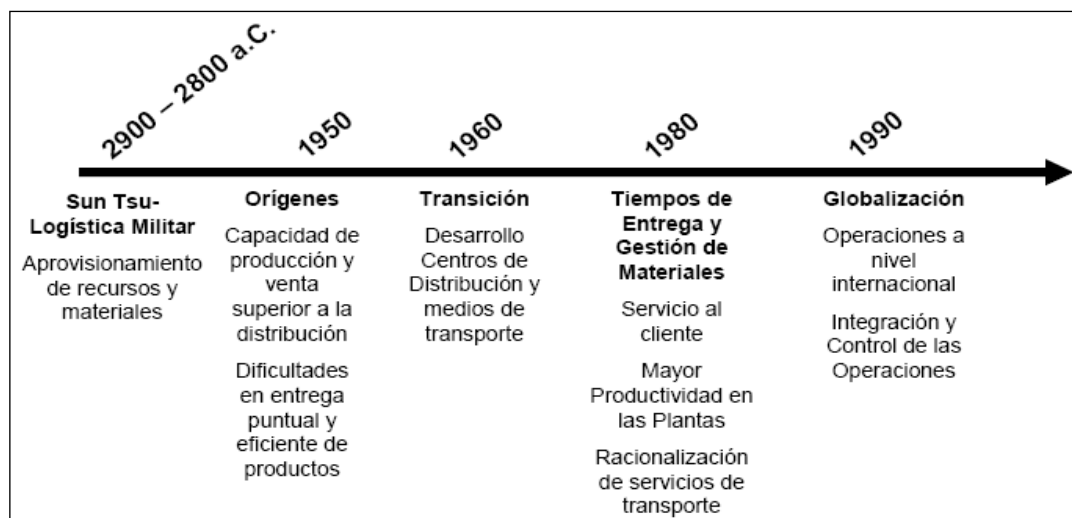 2900 – 2800 a.C.
1950
1960
1980
1990
Sun Tsu-
Logística Militar
Aprovisionamiento
de recursos y
materiales
Orígenes
Capacidad de
producción y
venta
superior a la
distribución
Dificultades
en entrega
puntual y
eficiente de
productos
Transición
Desarrollo
Centros de
Distribución y
medios de
transporte
Tiempos de
Entrega y
Gestión de
Materiales
Servicio al
cliente
Mayor
Productividad en
las Plantas
Racionalización
de servicios de
transporte
Globalización
Operaciones a
nivel
internacional
Integración y
Control de las
Operaciones